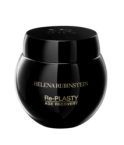 HELENA RUBINSTEIN
Re-PLASTY
AGE RECOVERY